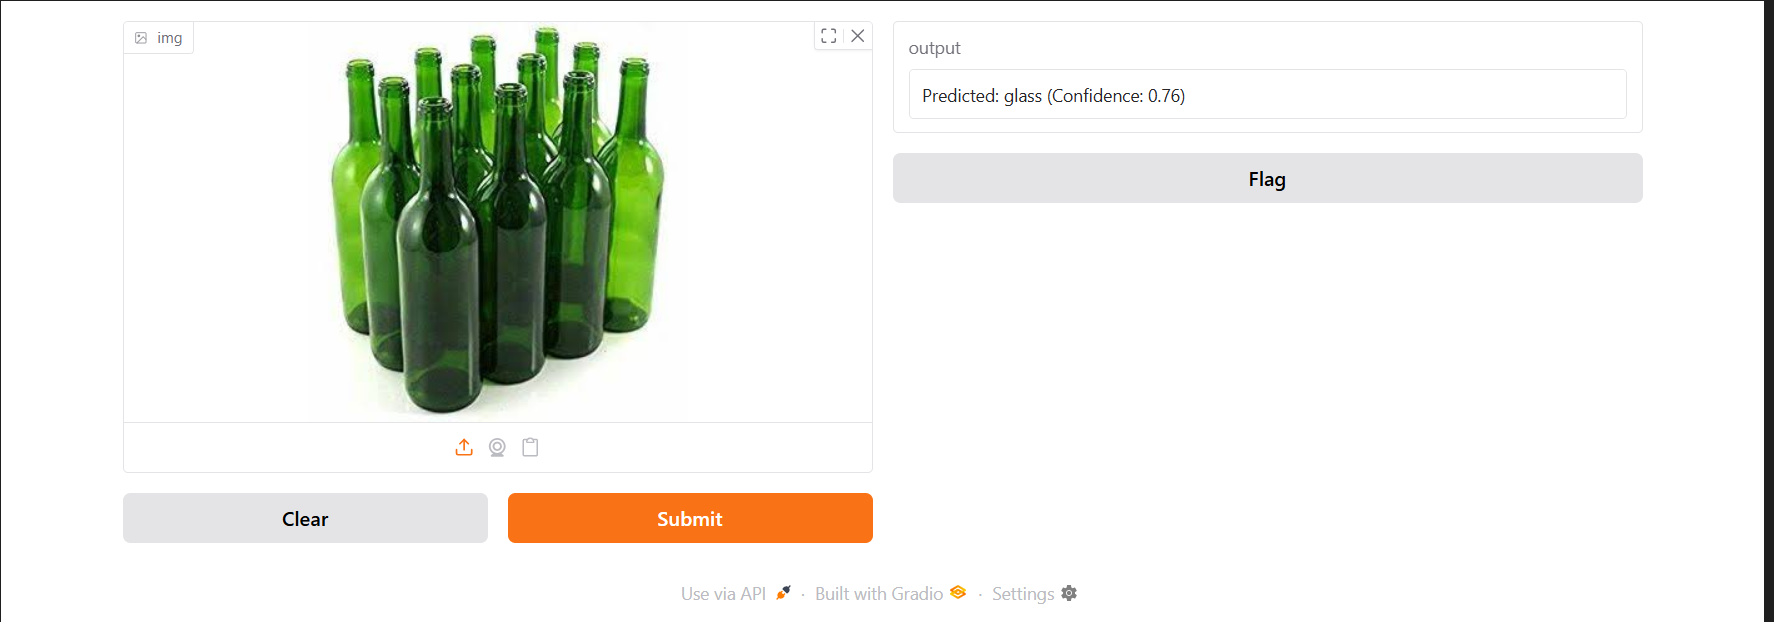 img
output
Predicted: glass (Confidence: 0.76)
Flag
Clear
Submit
Use via API · Built with Gradio · Settings